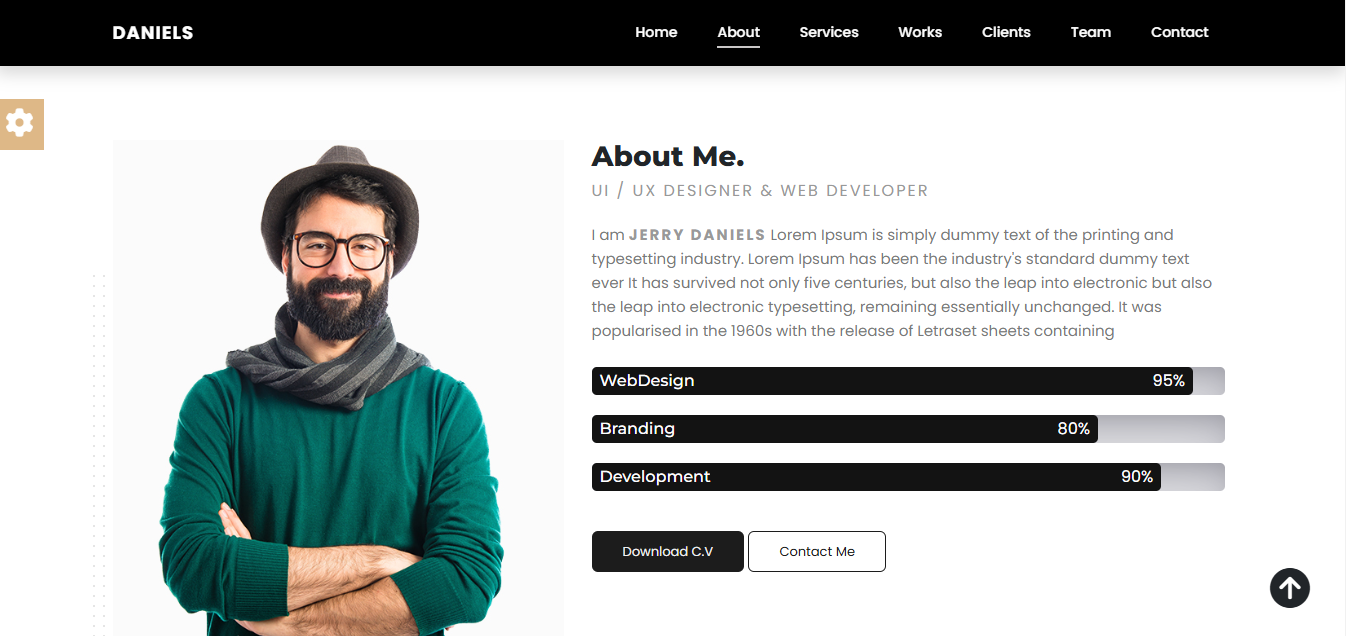 DANIELS
Home About Services Works Clients Team Contact
About Me.
UI / UX DESIGNER & WEB DEVELOPER
I am JERRY DANIELS Lorem Ipsum is simply dummy text of the printing and
typesetting industry. Lorem Ipsum has been the industry's standard dummy text
ever It has survived not only five centuries, but also the leap into electronic but also
the leap into electronic typesetting, remaining essentially unchanged. It was
popularised in the 1960s with the release of Letraset sheets containing
WebDesign 95%
Branding 80%
Development 90%
Download C.V Contact Me